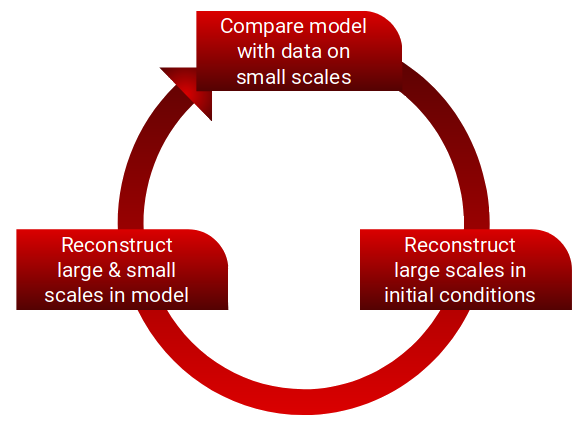 Compare model
with data on
small scales
Reconstruct
large & small
scales in model
Reconstruct
large scales in
initial conditions